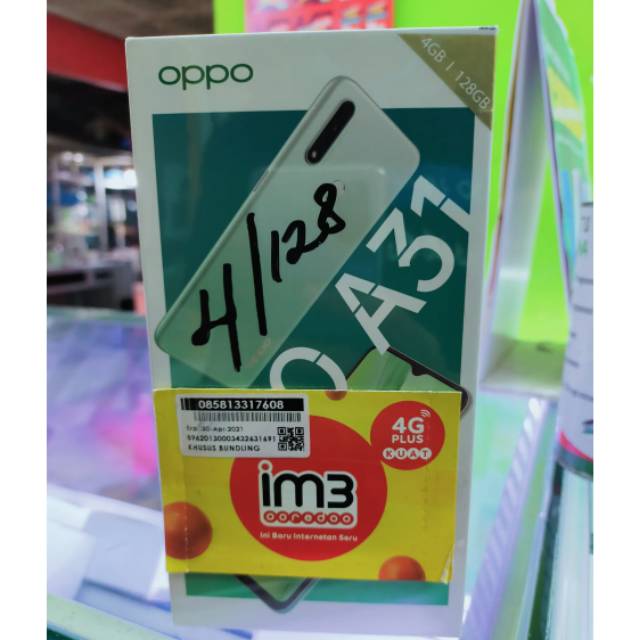 oppo
4GB | 128GB
4/128
A31
085813317608
Exp: 30-Apr-2021
KHUSUS BUNDLING
4G
PLUS
KUAT
im3
ooredoo
Ini Baru Internetan Seru